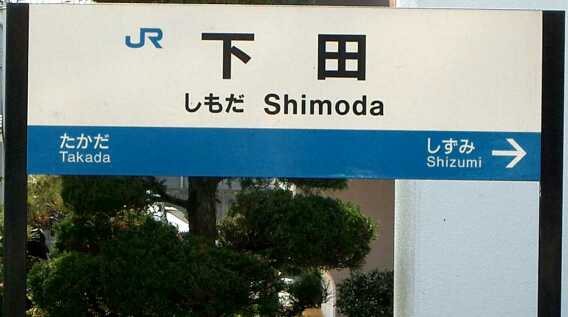 JR 下田
しもだ Shimoda
たかだ しずみ
Takada Shizumi